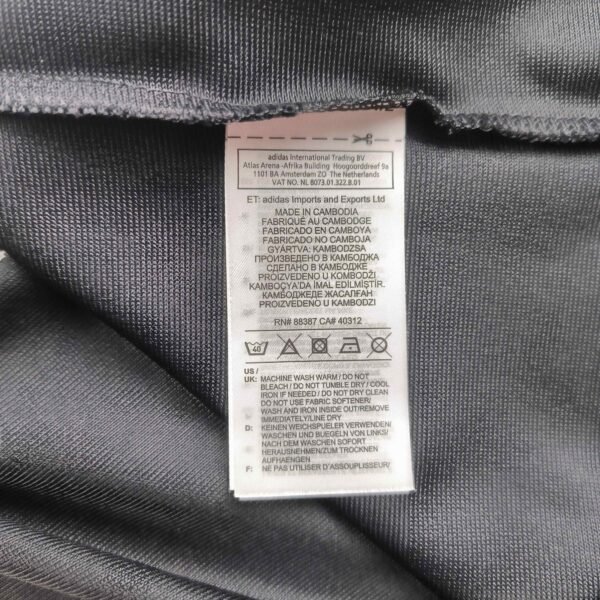 adidas International Trading BV
Atlas Arena -Afrika Building Hoogoorddreef 9a
1101 BA Amsterdam ZO The Netherlands
VAT NO. NL 8073.01.322.B.01
ET: adidas Imports and Exports Ltd
MADE IN CAMBODIA
FABRIQUÉ AU CAMBODGE
FABRICADO EN CAMBOYA
FABRICADO NO CAMBOJA
GYÁRTVA: KAMBODZSA
ПРОИЗВЕДЕНО В КАМБОДЖА
СДЕЛАНО В КАМБОДЖЕ
PROIZVEDENO U KOMBODŽI
KAMBOÇYA'DA İMAL EDİLMİŞTİR.
КАМБОДЖЕДЕ ЖАСАЛҒАН
PROIZVEDENO U KAMBODZI
RN# 88387 CA# 40312
40
US /
UK: MACHINE WASH WARM / DO NOT
BLEACH / DO NOT TUMBLE DRY / COOL
IRON IF NEEDED / DO NOT DRY CLEAN
DO NOT USE FABRIC SOFTENER/
WASH AND IRON INSIDE OUT/REMOVE
IMMEDIATELY/LINE DRY
D: KEINEN WEICHSPUELER VERWENDEN/
WASCHEN UND BUEGELN VON LINKS/
NACH DEM WASCHEN SOFORT
HERAUSNEHMEN/ZUM TROCKNEN
AUFHAENGEN
F: NE PAS UTILISER D'ASSOUPLISEUR/